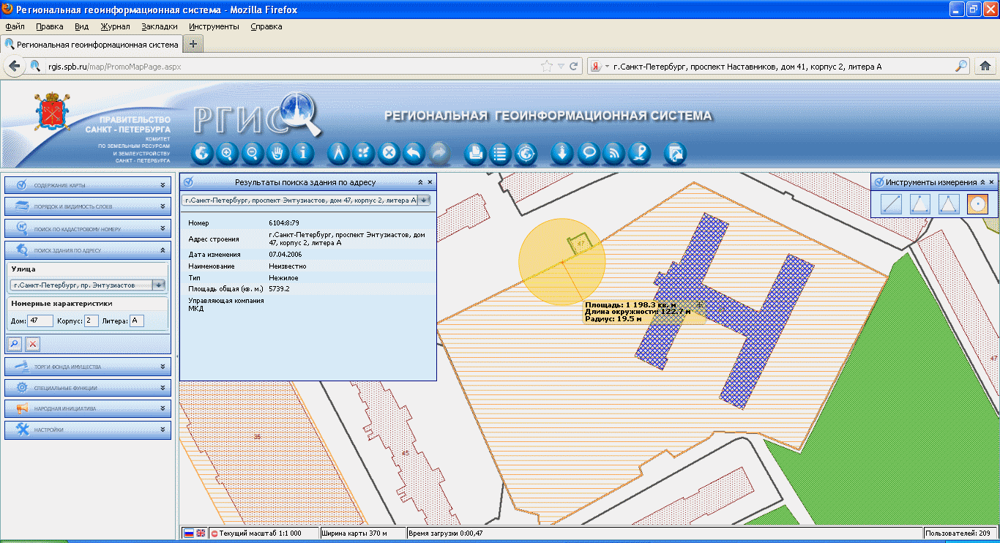 Региональная геоинформационная система - Mozilla Firefox
Файл Правка Вид Журнал Закладки Инструменты Справка
Региональная геоинформационная система
rgis.spb.ru/map/PromoMapPage.aspx
г.Санкт-Петербург, проспект Наставников, дом 41, корпус 2, литера А
ПРАВИТЕЛЬСТВО
САНКТ - ПЕТЕРБУРГА
КОМИТЕТ
ПО ЗЕМЕЛЬНЫМ РЕСУРСАМ
И ЗЕМЛЕУСТРОЙСТВУ
САНКТ - ПЕТЕРБУРГА
РГИС
РЕГИОНАЛЬНАЯ ГЕОИНФОРМАЦИОННАЯ СИСТЕМА
СОДЕРЖАНИЕ КАРТЫ
ПОРЯДОК И ВИДИМОСТЬ СЛОЕВ
ПОИСК ПО КАДАСТРОВОМУ НОМЕРУ
ПОИСК ЗДАНИЯ ПО АДРЕСУ
Улица
г.Санкт-Петербург, пр. Энтузиастов
Номерные характеристики
Дом: 47 Корпус: 2 Литера: А
ТОРГИ ФОНДА ИМУЩЕСТВА
СПЕЦИАЛЬНЫЕ ФУНКЦИИ
НАРОДНАЯ ИНИЦИАТИВА
НАСТРОЙКИ
Результаты поиска здания по адресу
г.Санкт-Петербург, проспект Энтузиастов, дом 47, корпус 2, литера А
Номер 6104:8:79
Адрес строения г.Санкт-Петербург, проспект Энтузиастов, дом
47, корпус 2, литера А
Дата изменения 07.04.2006
Наименование Неизвестно
Тип Нежилое
Площадь общая (кв. м.) 5739.2
Управляющая компания
МКД
Инструменты измерения
47
Площадь: 1 198.3 кв. м
Длина окружности: 122.7 м
Радиус: 19.5 м
47
35
45
Текущий масштаб 1:1 000
Ширина карты 370 м
Время загрузки 0:00,47
Пользователей: 209